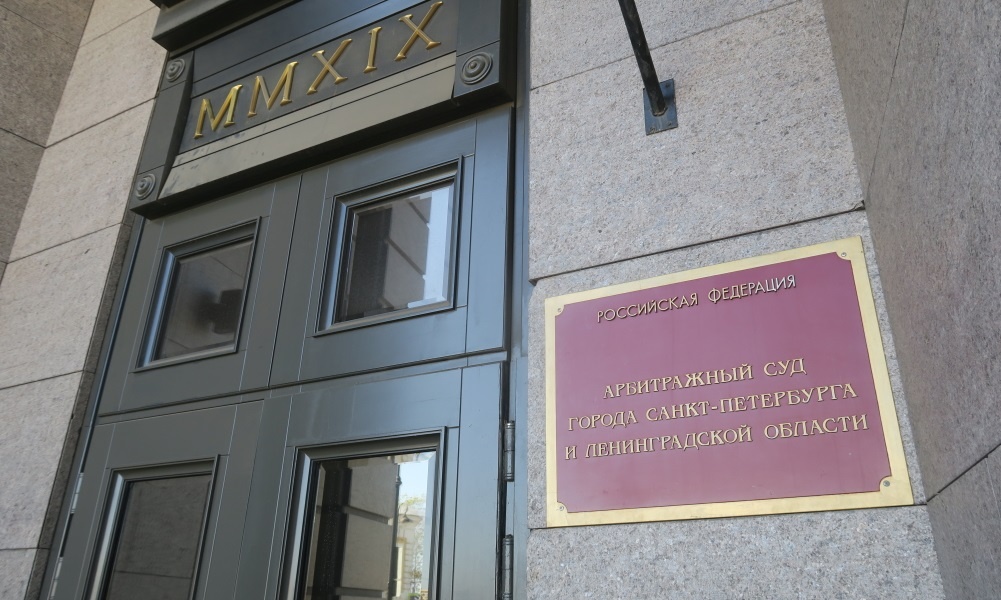 MMXIX
РОССИЙСКАЯ ФЕДЕРАЦИЯ
АРБИТРАЖНЫЙ СУД
ГОРОДА САНКТ-ПЕТЕРБУРГА
И ЛЕНИНГРАДСКОЙ ОБЛАСТИ